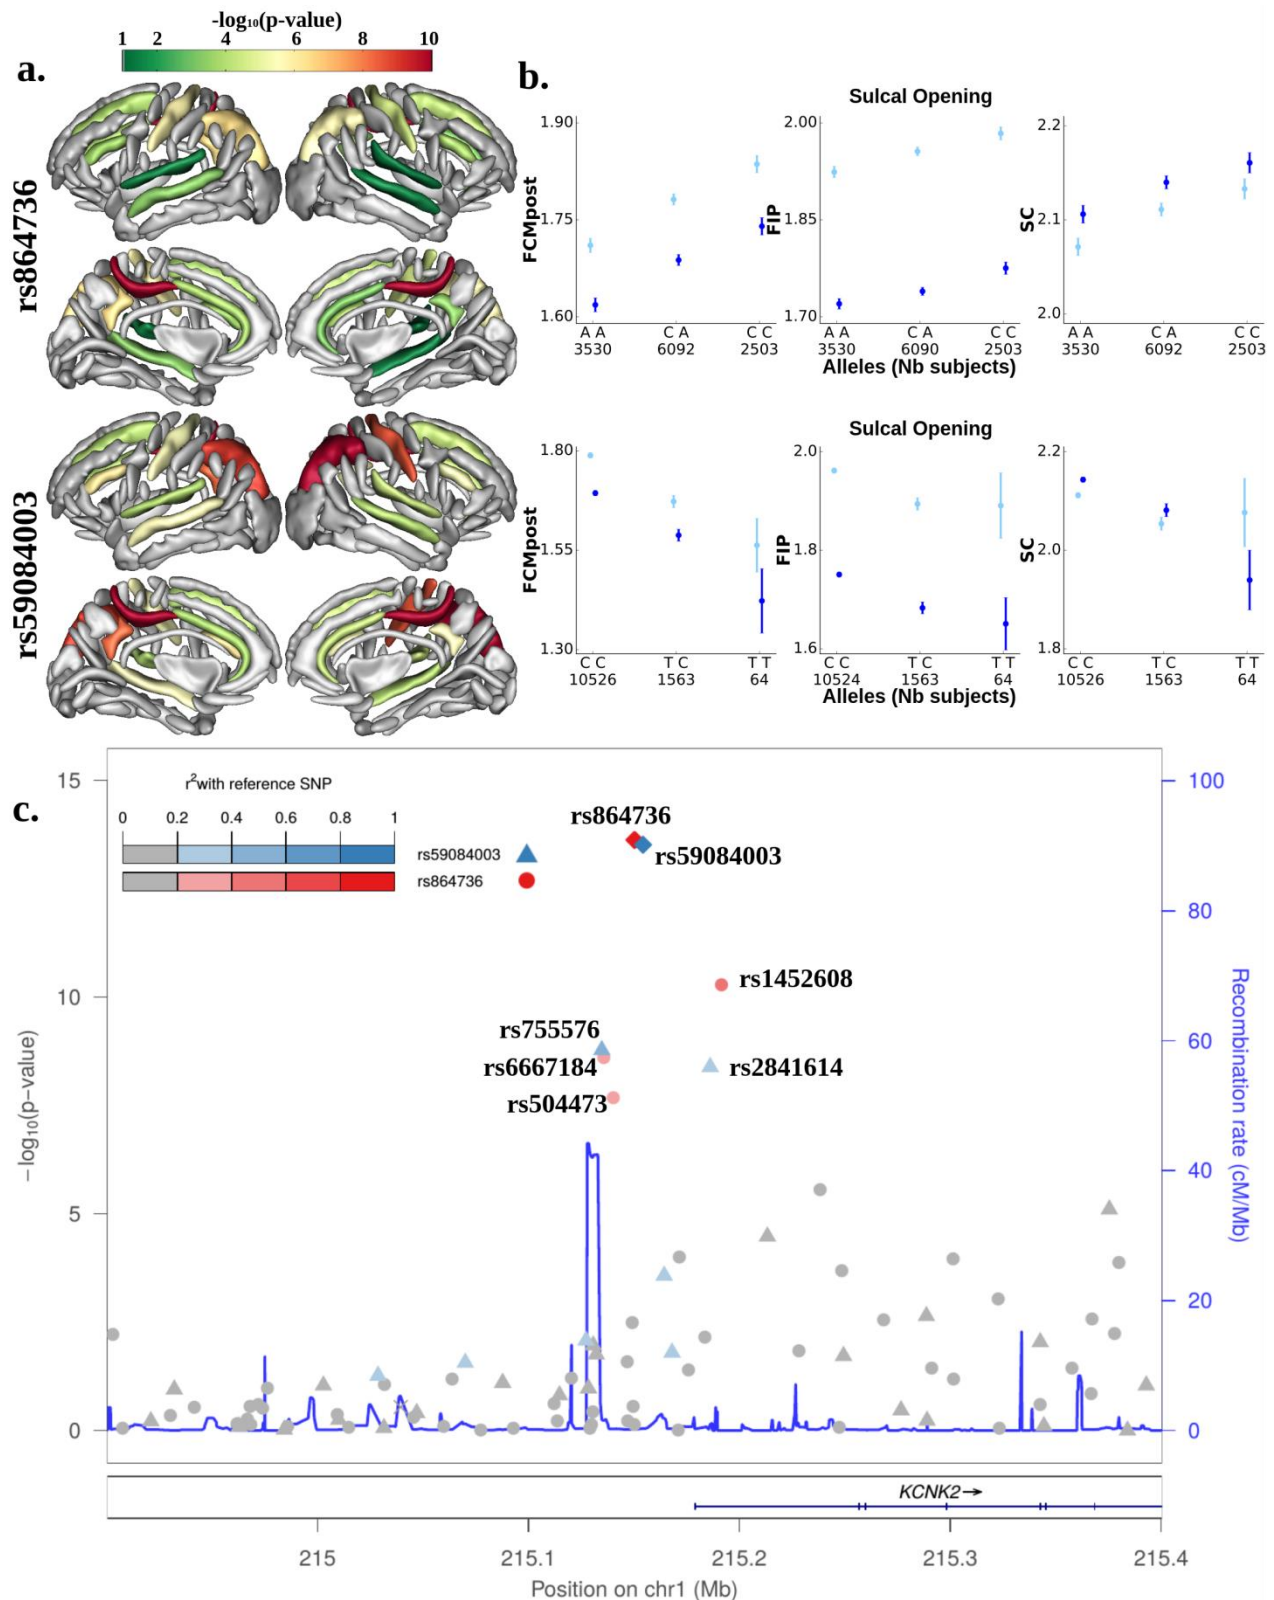 -log10(p-value)
1 2 4 6 8 10
a.
rs864736
rs59084003
b.
Sulcal Opening
FCMpost
1.90
1.75
1.60
A A C A C C
3530 6092 2503
FIP
2.00
1.85
1.70
A A C A C C
3530 6090 2503
SC
2.2
2.1
2.0
A A C A C C
3530 6092 2503
Alleles (Nb subjects)
Sulcal Opening
FCMpost
1.80
1.55
1.30
C C T C T T
10526 1563 64
FIP
2.0
1.8
1.6
C C T C T T
10524 1563 64
SC
2.2
2.0
1.8
C C T C T T
10526 1563 64
Alleles (Nb subjects)
c.
r2with reference SNP
0 0.2 0.4 0.6 0.8 1
rs59084003
rs864736
rs864736
rs59084003
rs1452608
rs755576
rs6667184
rs2841614
rs504473
−log10(p−value)
15
10
5
0
Recombination rate (cM/Mb)
100
80
60
40
20
0
KCNK2→
215 215.1 215.2 215.3 215.4
Position on chr1 (Mb)